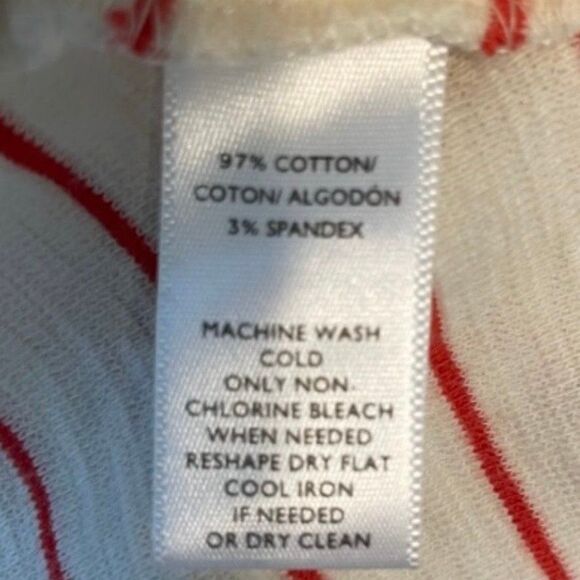 97% COTTON/
COTON/ ALGODÓN
3% SPANDEX
MACHINE WASH
COLD
ONLY NON-
CHLORINE BLEACH
WHEN NEEDED
RESHAPE DRY FLAT
COOL IRON
IF NEEDED
OR DRY CLEAN